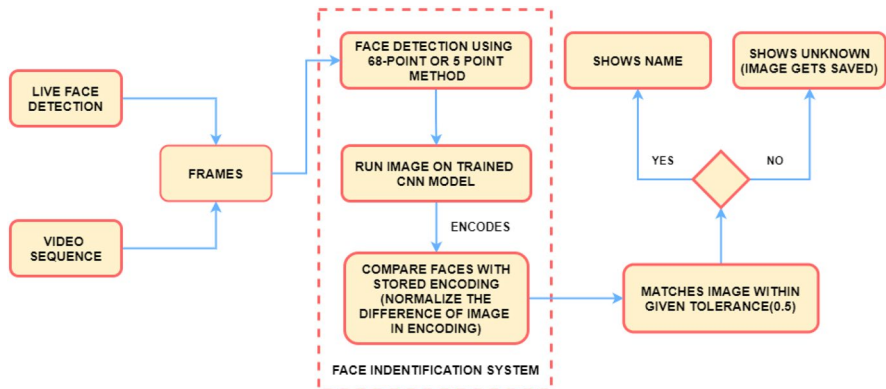 LIVE FACE
DETECTION
VIDEO
SEQUENCE
FRAMES
FACE DETECTION USING
68-POINT OR 5 POINT
METHOD
RUN IMAGE ON TRAINED
CNN MODEL
ENCODES
COMPARE FACES WITH
STORED ENCODING
(NORMALIZE THE
DIFFERENCE OF IMAGE
IN ENCODING)
FACE INDENTIFICATION SYSTEM
MATCHES IMAGE WITHIN
GIVEN TOLERANCE(0.5)
YES
NO
SHOWS NAME
SHOWS UNKNOWN
(IMAGE GETS SAVED)